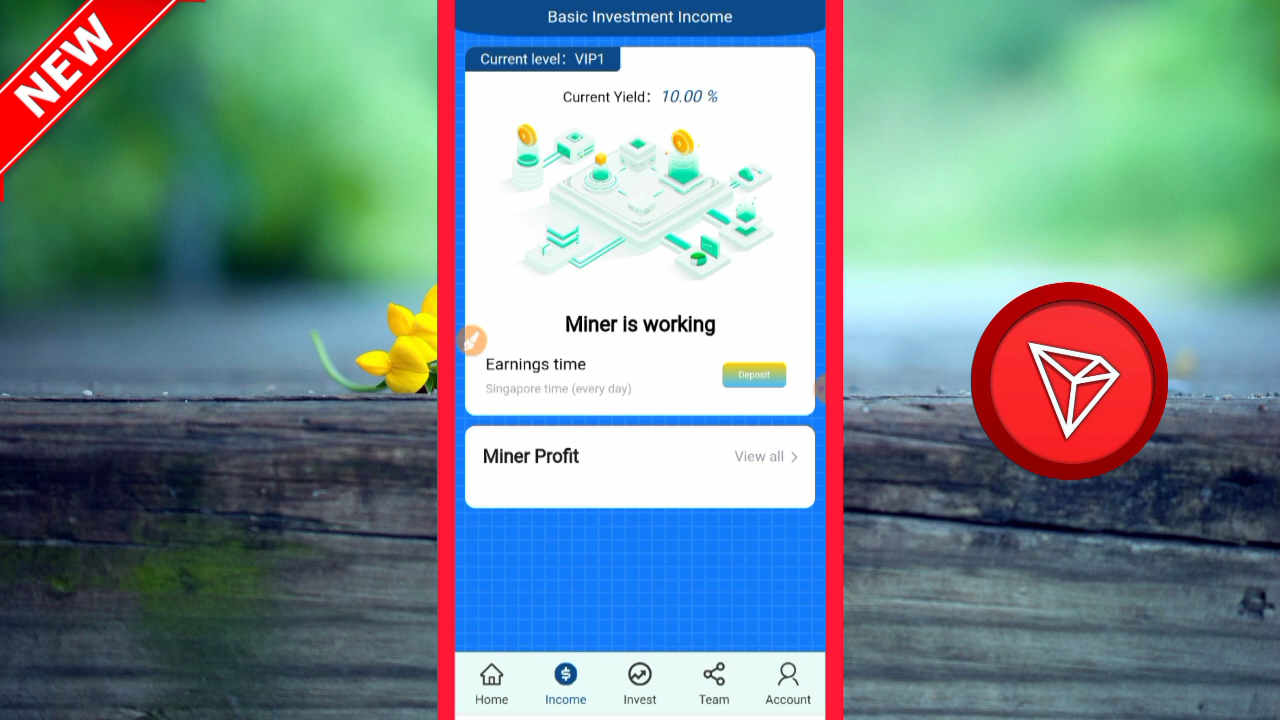 NEW
Basic Investment Income
Current level： VIP1
Current Yield： 10.00 %
Miner is working
Earnings time
Deposit
Singapore time (every day)
Miner Profit
View all
Home
Income
Invest
Team
Account